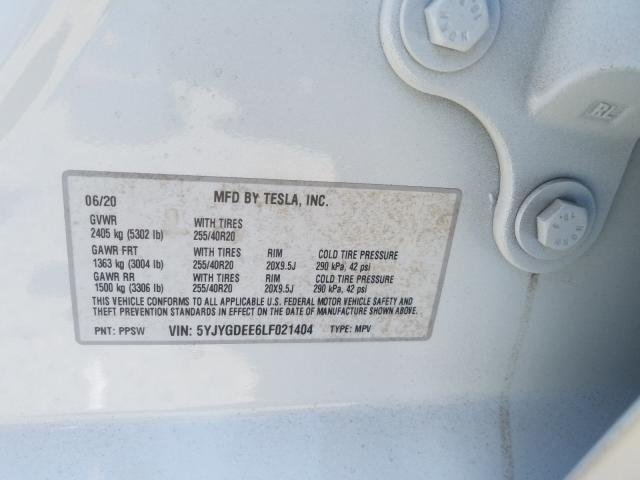 RL
06/20 MFD BY TESLA, INC.
GVWR WITH TIRES
2405 kg (5302 lb) 255/40R20
GAWR FRT WITH TIRES RIM COLD TIRE PRESSURE
1363 kg (3004 lb) 255/40R20 20X9.5J 290 kPa, 42 psi
GAWR RR WITH TIRES RIM COLD TIRE PRESSURE
1500 kg (3306 lb) 255/40R20 20X9.5J 290 kPa, 42 psi
THIS VEHICLE CONFORMS TO ALL APPLICABLE U.S. FEDERAL MOTOR VEHICLE SAFETY AND
THEFT PREVENTION STANDARDS IN EFFECT ON THE DATE OF MANUFACTURE SHOWN ABOVE.
PNT: PPSW VIN: 5YJYGDEE6LF021404 TYPE: MPV